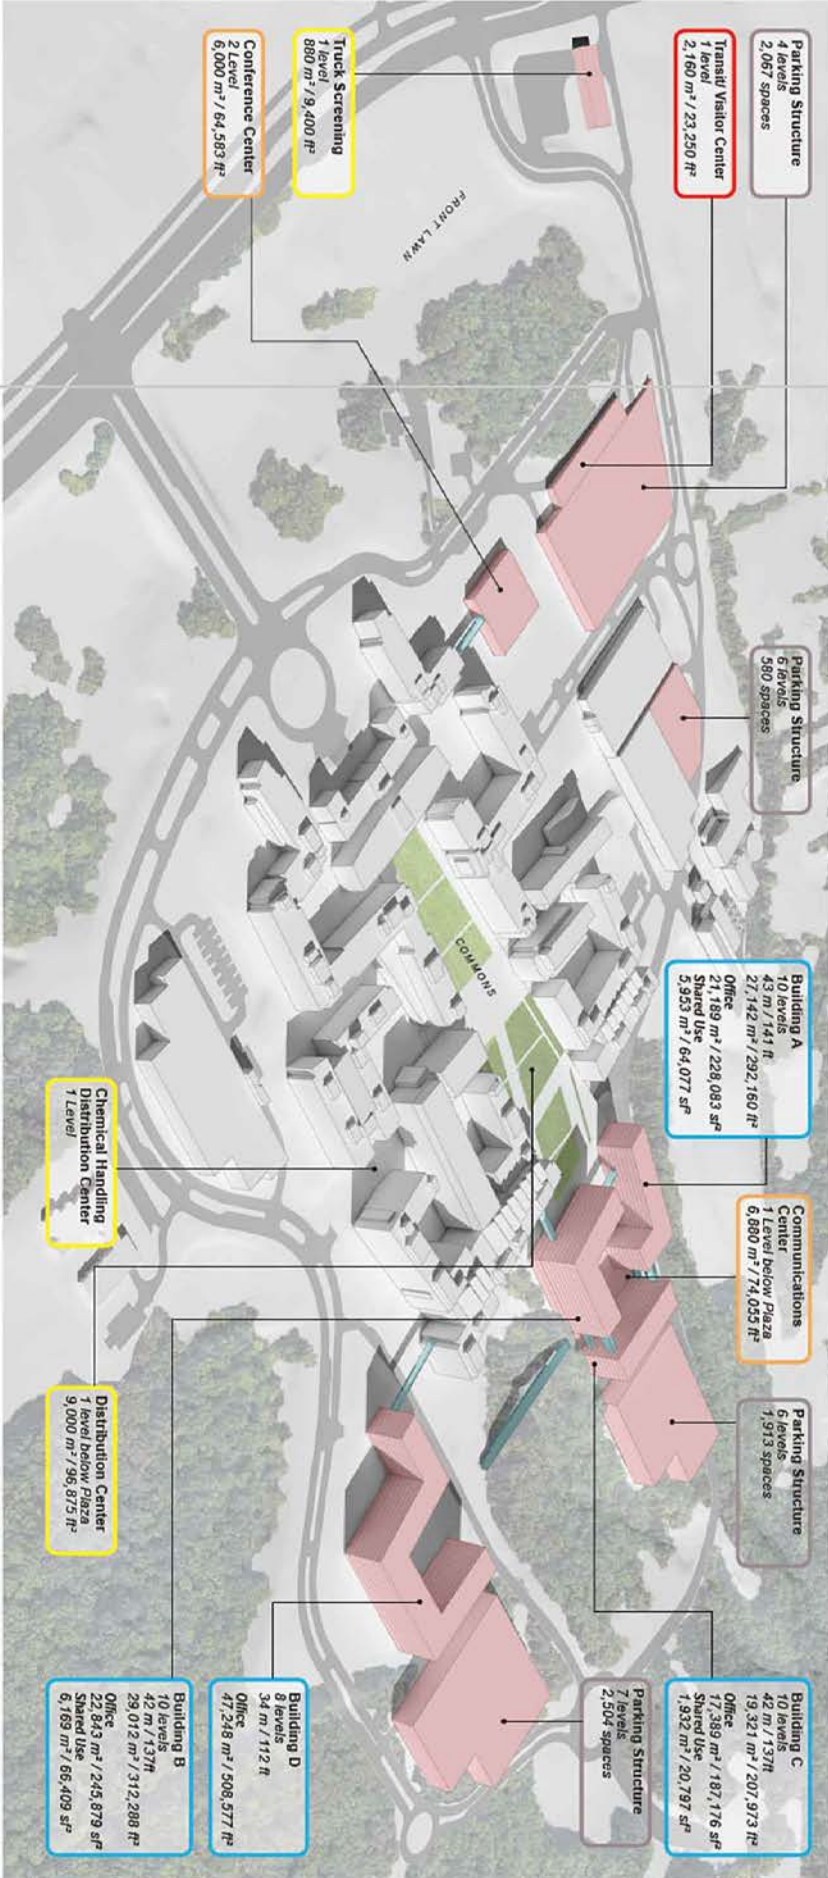 Parking Structure
4 levels
2,067 spaces
Transit/ Visitor Center
1 level
2,160 m² / 23,250 ft²
Truck Screening
1 level
880 m² / 9,400 ft²
Conference Center
2 Level
6,000 m² / 64,583 ft²
FRONT LAWN
Parking Structure
6 levels
580 spaces
COMMONS
Building A
10 levels
43 m / 141 ft
27,142 m² / 292,160 ft²
Office
21,189 m² / 228,083 sf²
Shared Use
5,953 m² / 64,077 sf²
Chemical Handling
Distribution Center
1 Level
Communications
Center
1 Level below Plaza
6,880 m² / 74,055 ft²
Parking Structure
6 levels
1,913 spaces
Distribution Center
1 level below Plaza
9,000 m² / 96,875 ft²
Building C
10 levels
42 m / 137ft
19,321 m² / 207,973 ft²
Office
17,389 m² / 187,176 sf²
Shared Use
1,932 m² / 20,797 sf²
Parking Structure
7 levels
2,504 spaces
Building D
8 levels
34 m / 112 ft
Office
47,248 m² / 508,577 ft²
Building B
10 levels
42 m / 137ft
29,012 m² / 312,288 ft²
Office
22,843 m² / 245,879 sf²
Shared Use
6,169 m² / 66,409 sf²